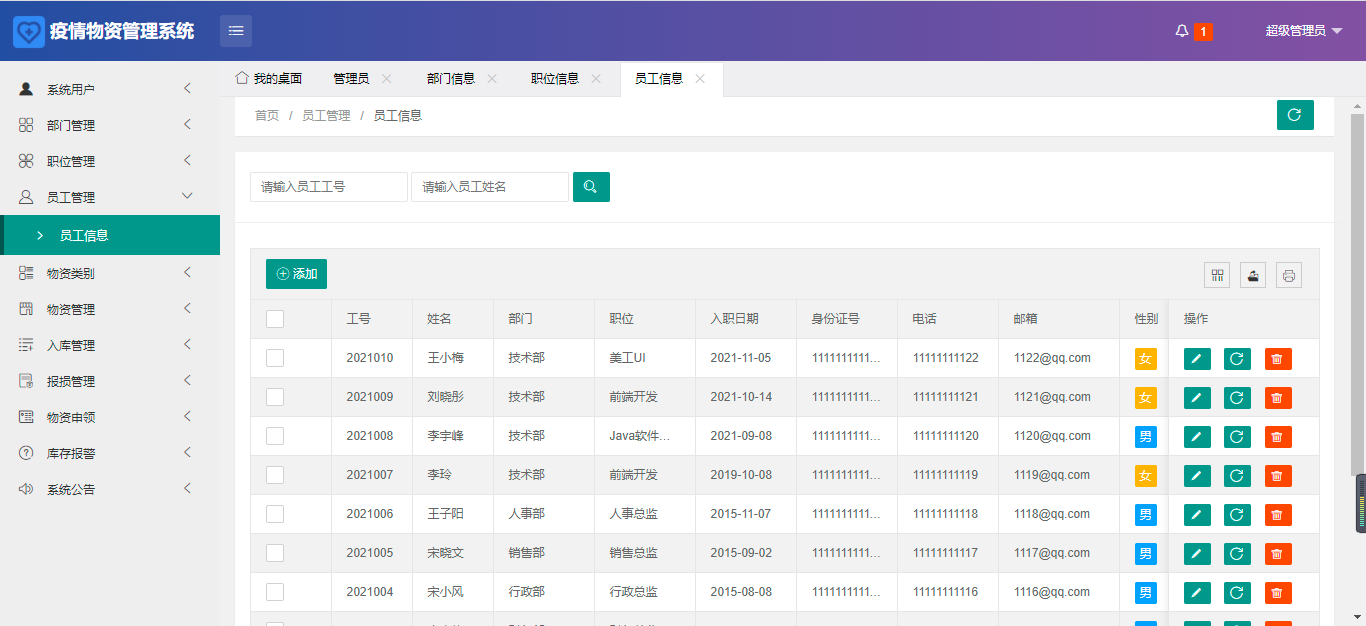 疫情物资管理系统
1
超级管理员
我的桌面 管理员 部门信息 职位信息 员工信息
系统用户
部门管理
职位管理
员工管理
员工信息
物资类别
物资管理
入库管理
报损管理
物资申领
库存报警
系统公告
首页 / 员工管理 / 员工信息
请输入员工工号 请输入员工姓名
添加
工号 姓名 部门 职位 入职日期 身份证号 电话 邮箱 性别 操作
2021010 王小梅 技术部 美工UI 2021-11-05 1111111111... 11111111122 1122@qq.com 女
2021009 刘晓彤 技术部 前端开发 2021-10-14 1111111111... 11111111121 1121@qq.com 女
2021008 李宇峰 技术部 Java软件... 2021-09-08 1111111111... 11111111120 1120@qq.com 男
2021007 李玲 技术部 前端开发 2019-10-08 1111111111... 11111111119 1119@qq.com 女
2021006 王子阳 人事部 人事总监 2015-11-07 1111111111... 11111111118 1118@qq.com 男
2021005 宋晓文 销售部 销售总监 2015-09-02 1111111111... 11111111117 1117@qq.com 男
2021004 宋小风 行政部 行政总监 2015-08-08 1111111111... 11111111116 1116@qq.com 男